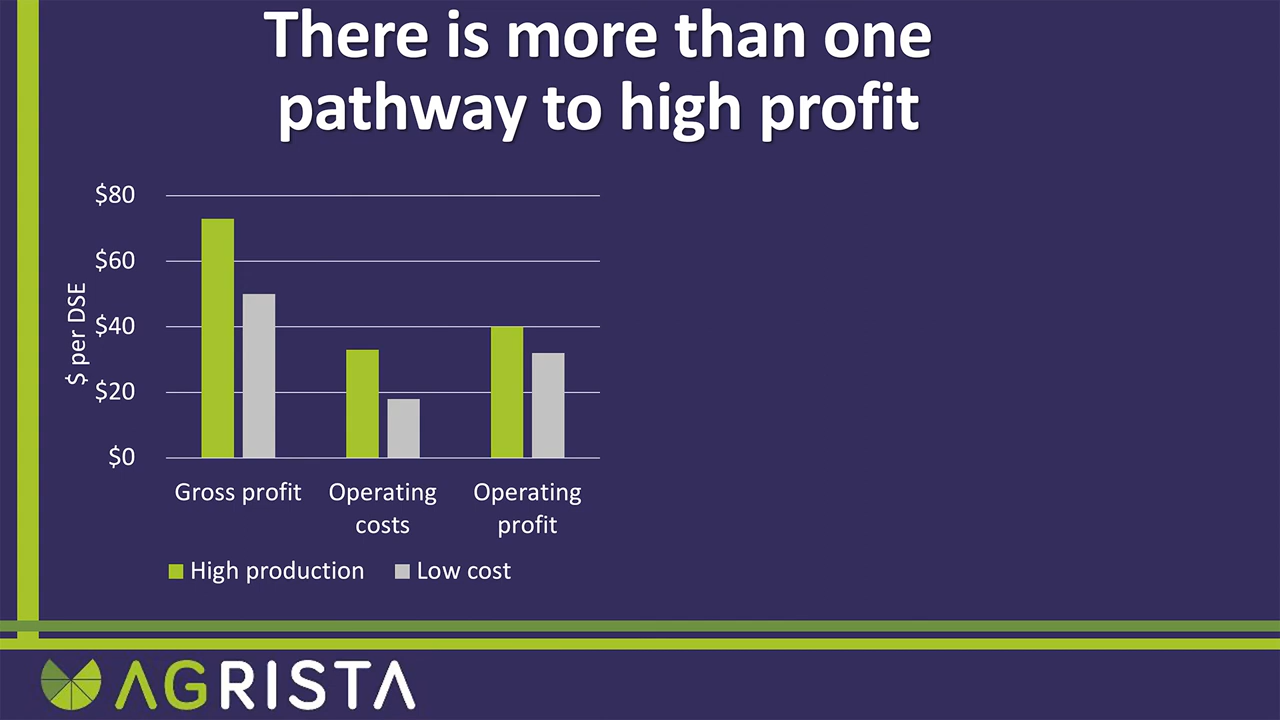 There is more than one
pathway to high profit
$80
$60
$40
$20
$0
$ per DSE
Gross profit
Operating costs
Operating profit
High production
Low cost
AGRISTA